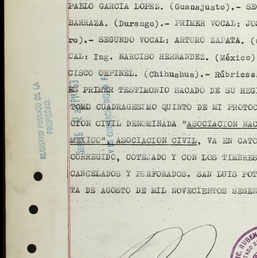 PABLO GARCIA LOPEZ. (Guanajuato).- SE
BARRAZA. (Durango).- PRIMER VOCAL: JO
ro).- SEGUNDO VOCAL: ARTURO ZAPATA. (
CAL: Ing. NARCISO HERNANDEZ. (México)
CISCO ORPINEL. (Chihuahua).- Rúbricas.
ES PRIMER TESTIMONIO SACADO DE SU REGI
TOMO CUADRAGESIMO QUINTO DE MI PROTOC
CION CIVIL DENOMINADA "ASOCIACION NAC
MEXICO" ASOCIACION CIVIL, VA EN CATO
CORREGIDO, COTEJADO Y CON LOS TIMBRES
CANCELADOS Y PERFORADOS. SAN LUIS POT
TA DE AGOSTO DE MIL NOVECIENTOS SESEN
REGISTRO PUBLICO DE LA
PROPIEDAD.